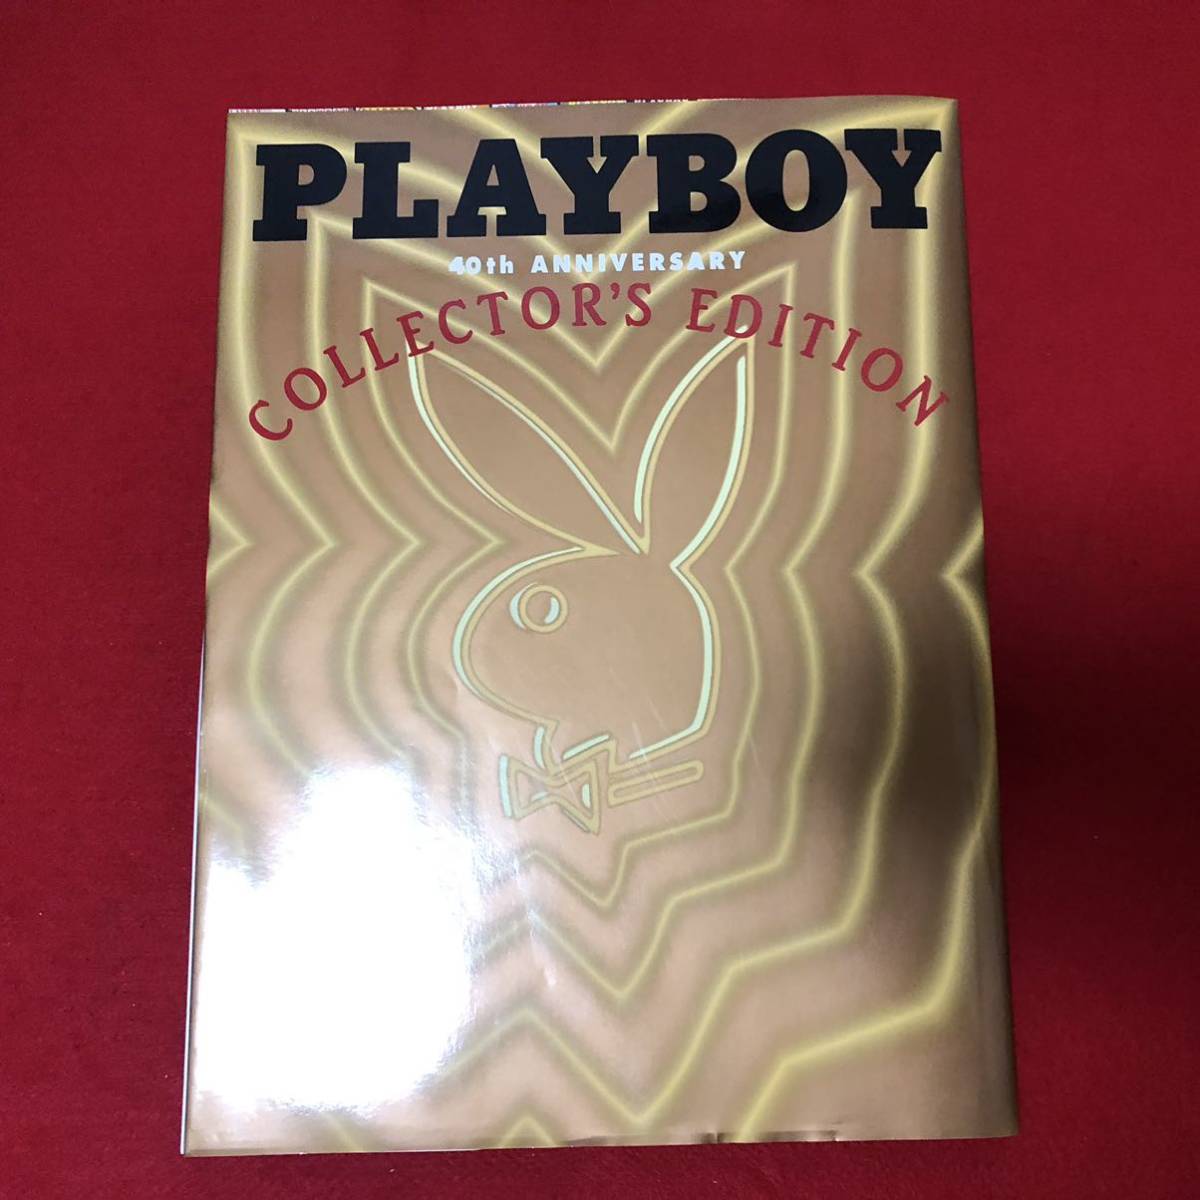 PLAYBOY
40th ANNIVERSARY
COLLECTOR'S EDITION